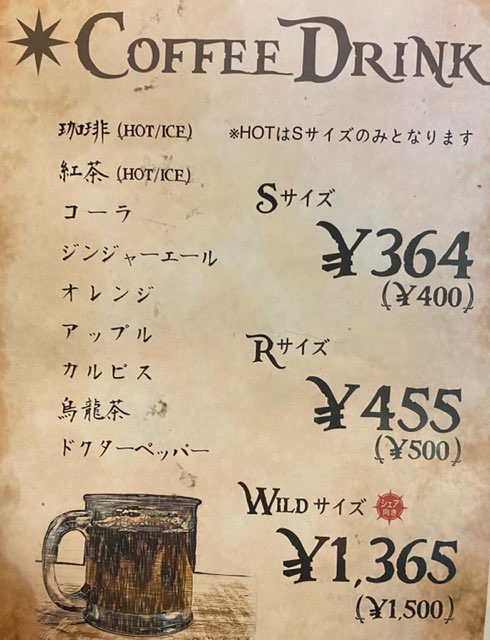 COFFEE DRINK
珈琲 (HOT/ICE) ※HOTはSサイズのみとなります
紅茶 (HOT/ICE)
コーラ
ジンジャーエール
オレンジ
アップル
カルピス
烏龍茶
ドクターペッパー
Sサイズ
¥364
(¥400)
Rサイズ
¥455
(¥500)
WILDサイズ シェア向き
¥1,365
(¥1,500)